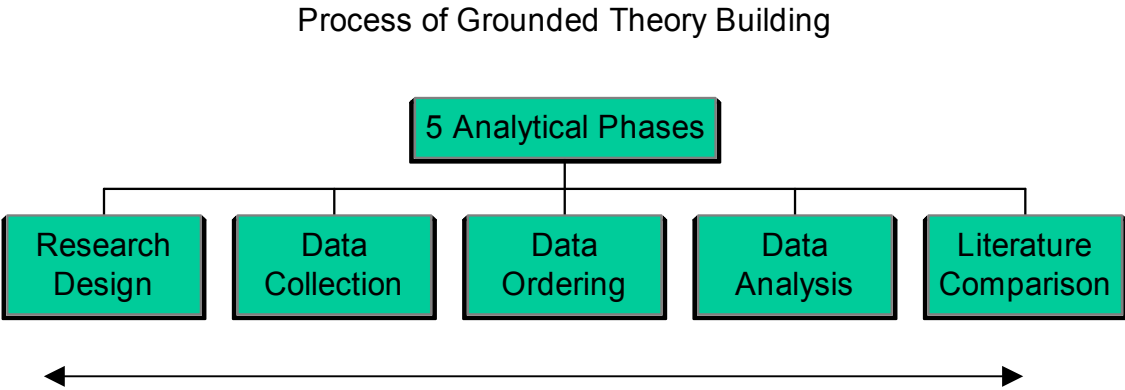 Process of Grounded Theory Building
5 Analytical Phases
Research
Design
Data
Collection
Data
Ordering
Data
Analysis
Literature
Comparison